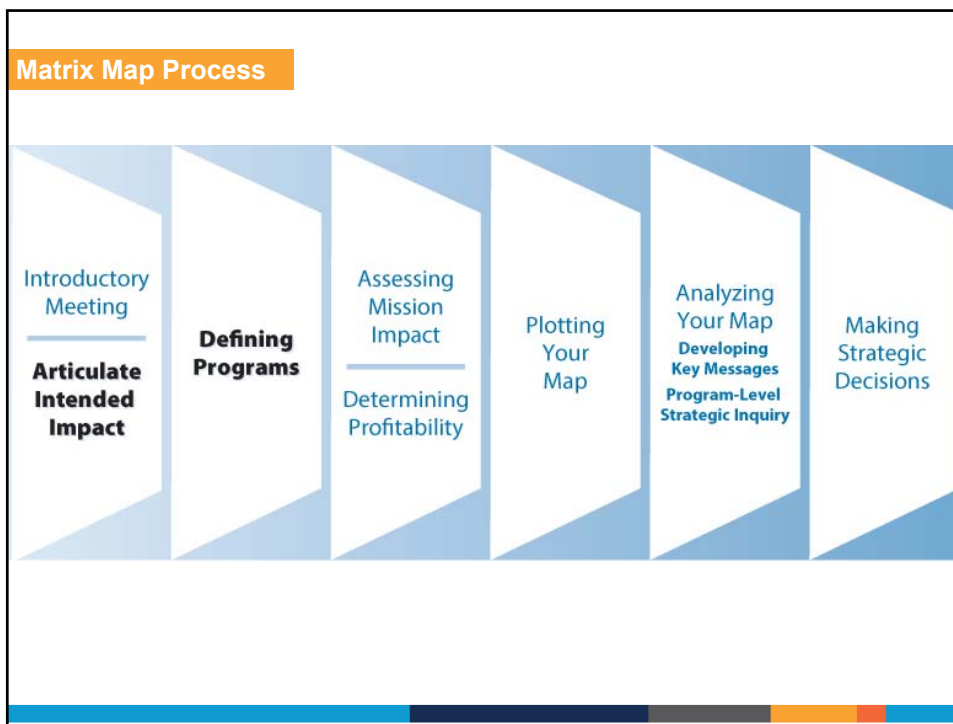 Matrix Map Process
Introductory
Meeting
Articulate
Intended
Impact
Defining
Programs
Assessing
Mission
Impact
Determining
Profitability
Plotting
Your
Map
Analyzing
Your Map
Developing
Key Messages
Program-Level
Strategic Inquiry
Making
Strategic
Decisions